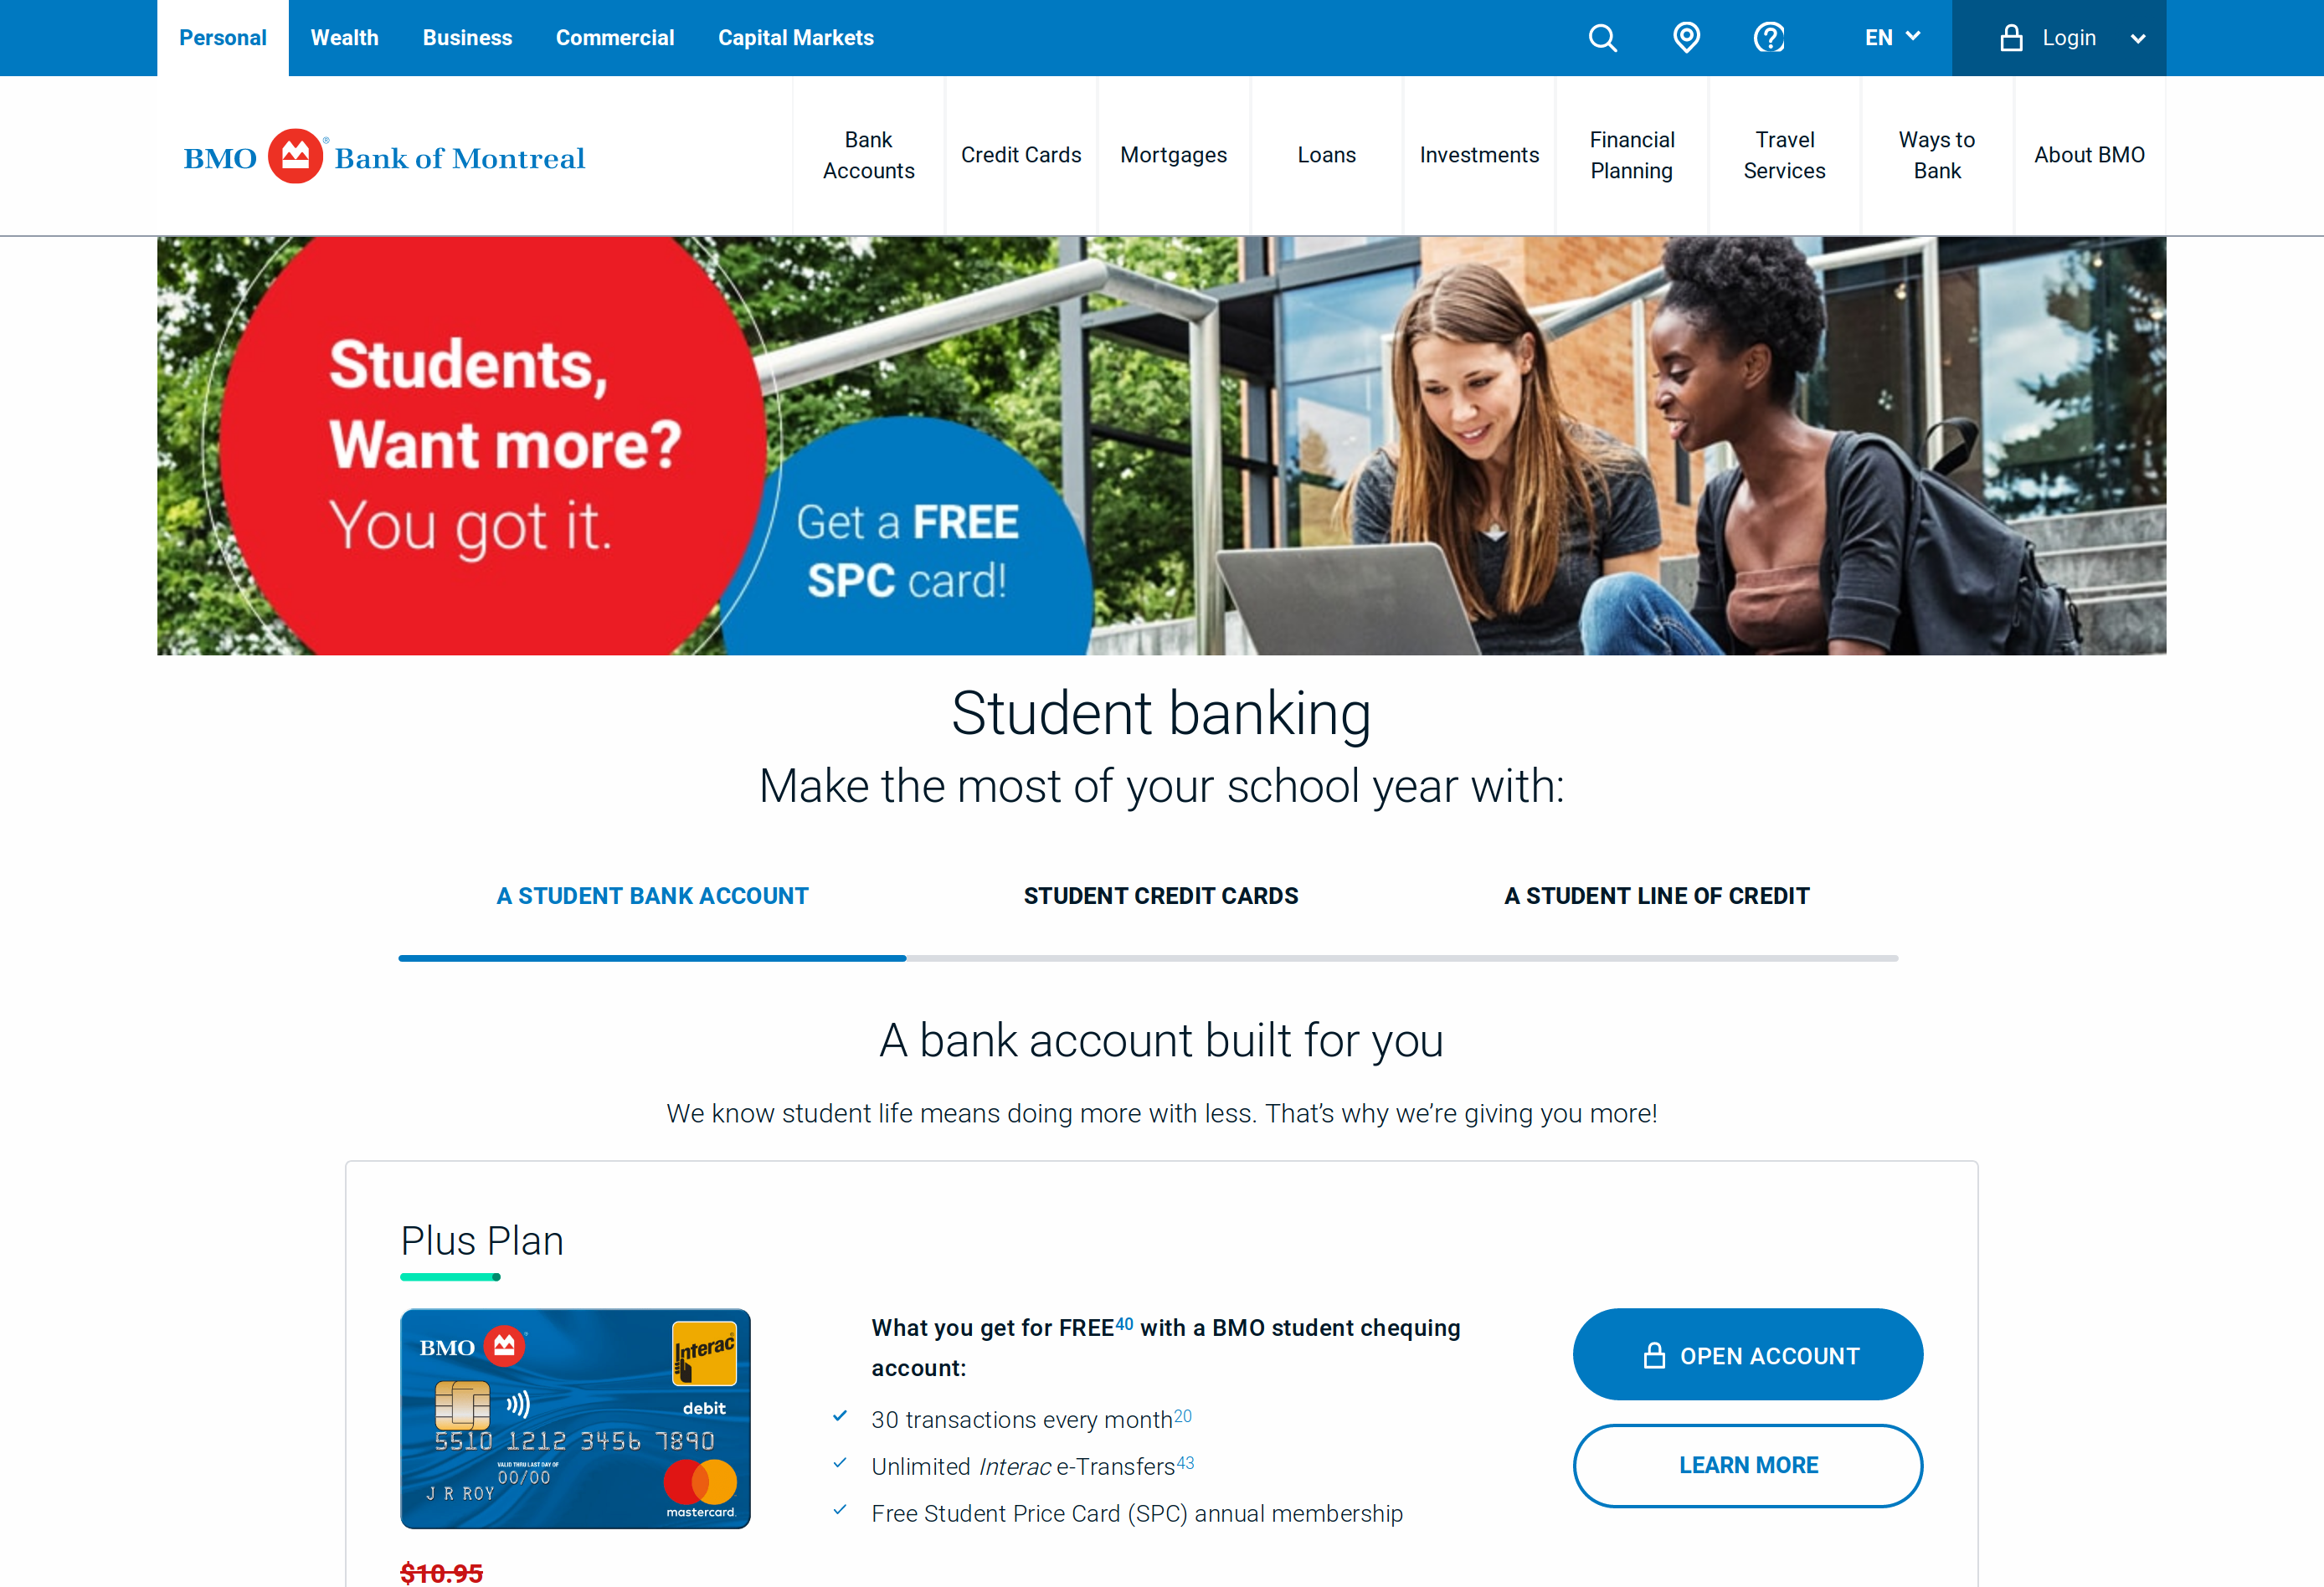 Personal
Wealth
Business
Commercial
Capital Markets
EN
Login
BMO Bank of Montreal
Bank
Accounts
Credit Cards
Mortgages
Loans
Investments
Financial
Planning
Travel
Services
Ways to
Bank
About BMO
Students,
Want more?
You got it.
Get a FREE
SPC card!
Student banking
Make the most of your school year with:
A STUDENT BANK ACCOUNT
STUDENT CREDIT CARDS
A STUDENT LINE OF CREDIT
A bank account built for you
We know student life means doing more with less. That's why we're giving you more!
Plus Plan
BMO
Interac
debit
5510 1212 3456 7890
VALID THRU LAST DAY OF
00/00
J R ROY
mastercard.
$10.95
What you get for FREE40 with a BMO student chequing
account:
30 transactions every month20
Unlimited Interac e-Transfers43
Free Student Price Card (SPC) annual membership
OPEN ACCOUNT
LEARN MORE